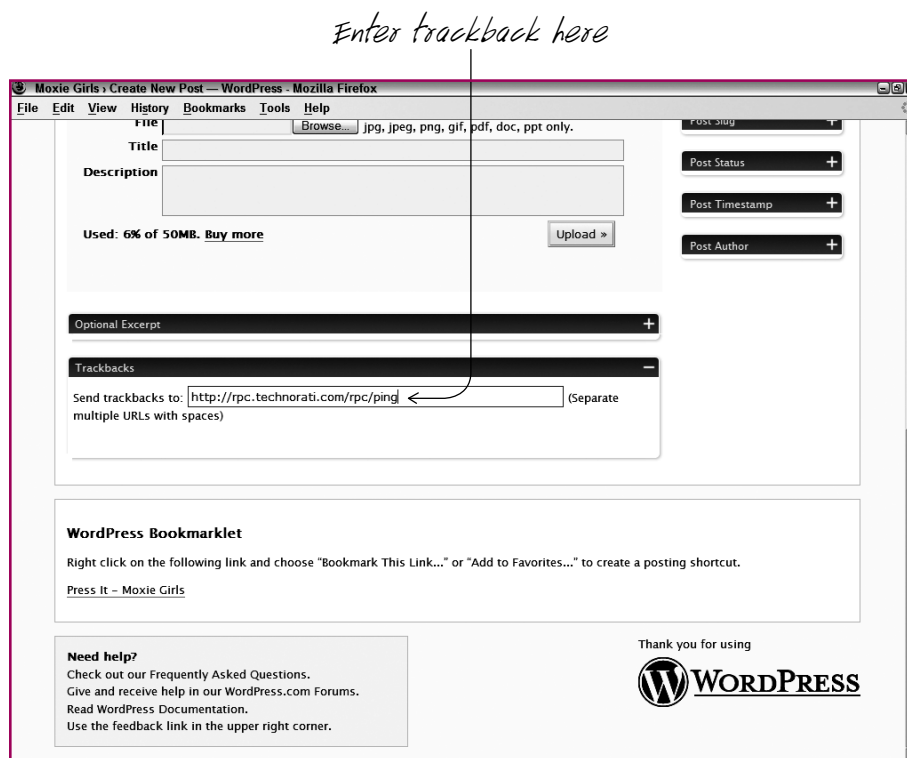 Enter trackback here
Moxie Girls › Create New Post — WordPress - Mozilla Firefox
File Edit View History Bookmarks Tools Help
File Browse... jpg, jpeg, png, gif, pdf, doc, ppt only.
Post Slug +
Title
Post Status +
Description
Post Timestamp +
Used: 6% of 50MB. Buy more Upload »
Post Author +
Optional Excerpt +
Trackbacks –
Send trackbacks to: http://rpc.technorati.com/rpc/ping (Separate
multiple URLs with spaces)
WordPress Bookmarklet
Right click on the following link and choose “Bookmark This Link...” or “Add to Favorites...” to create a posting shortcut.
Press It – Moxie Girls
Need help?
Check out our Frequently Asked Questions.
Give and receive help in our WordPress.com Forums.
Read WordPress Documentation.
Use the feedback link in the upper right corner.
Thank you for using
WORDPRESS